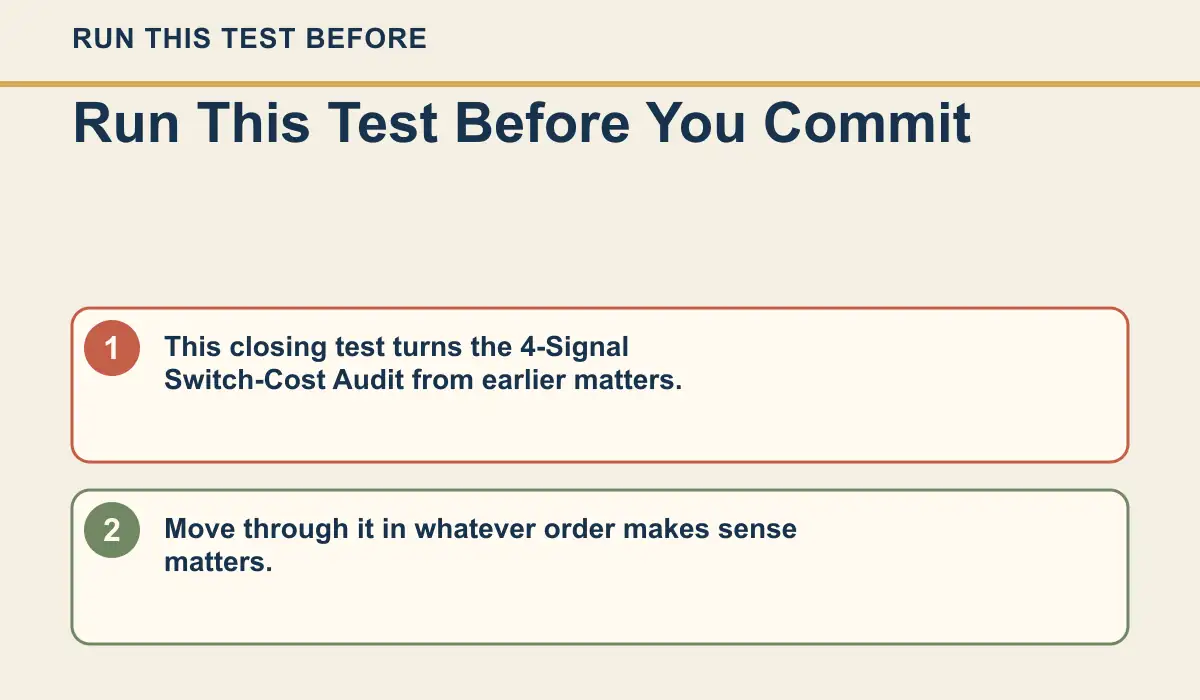 RUN THIS TEST BEFORE
Run This Test Before You Commit
1
This closing test turns the 4-Signal
Switch-Cost Audit from earlier matters.
2
Move through it in whatever order makes sense
matters.